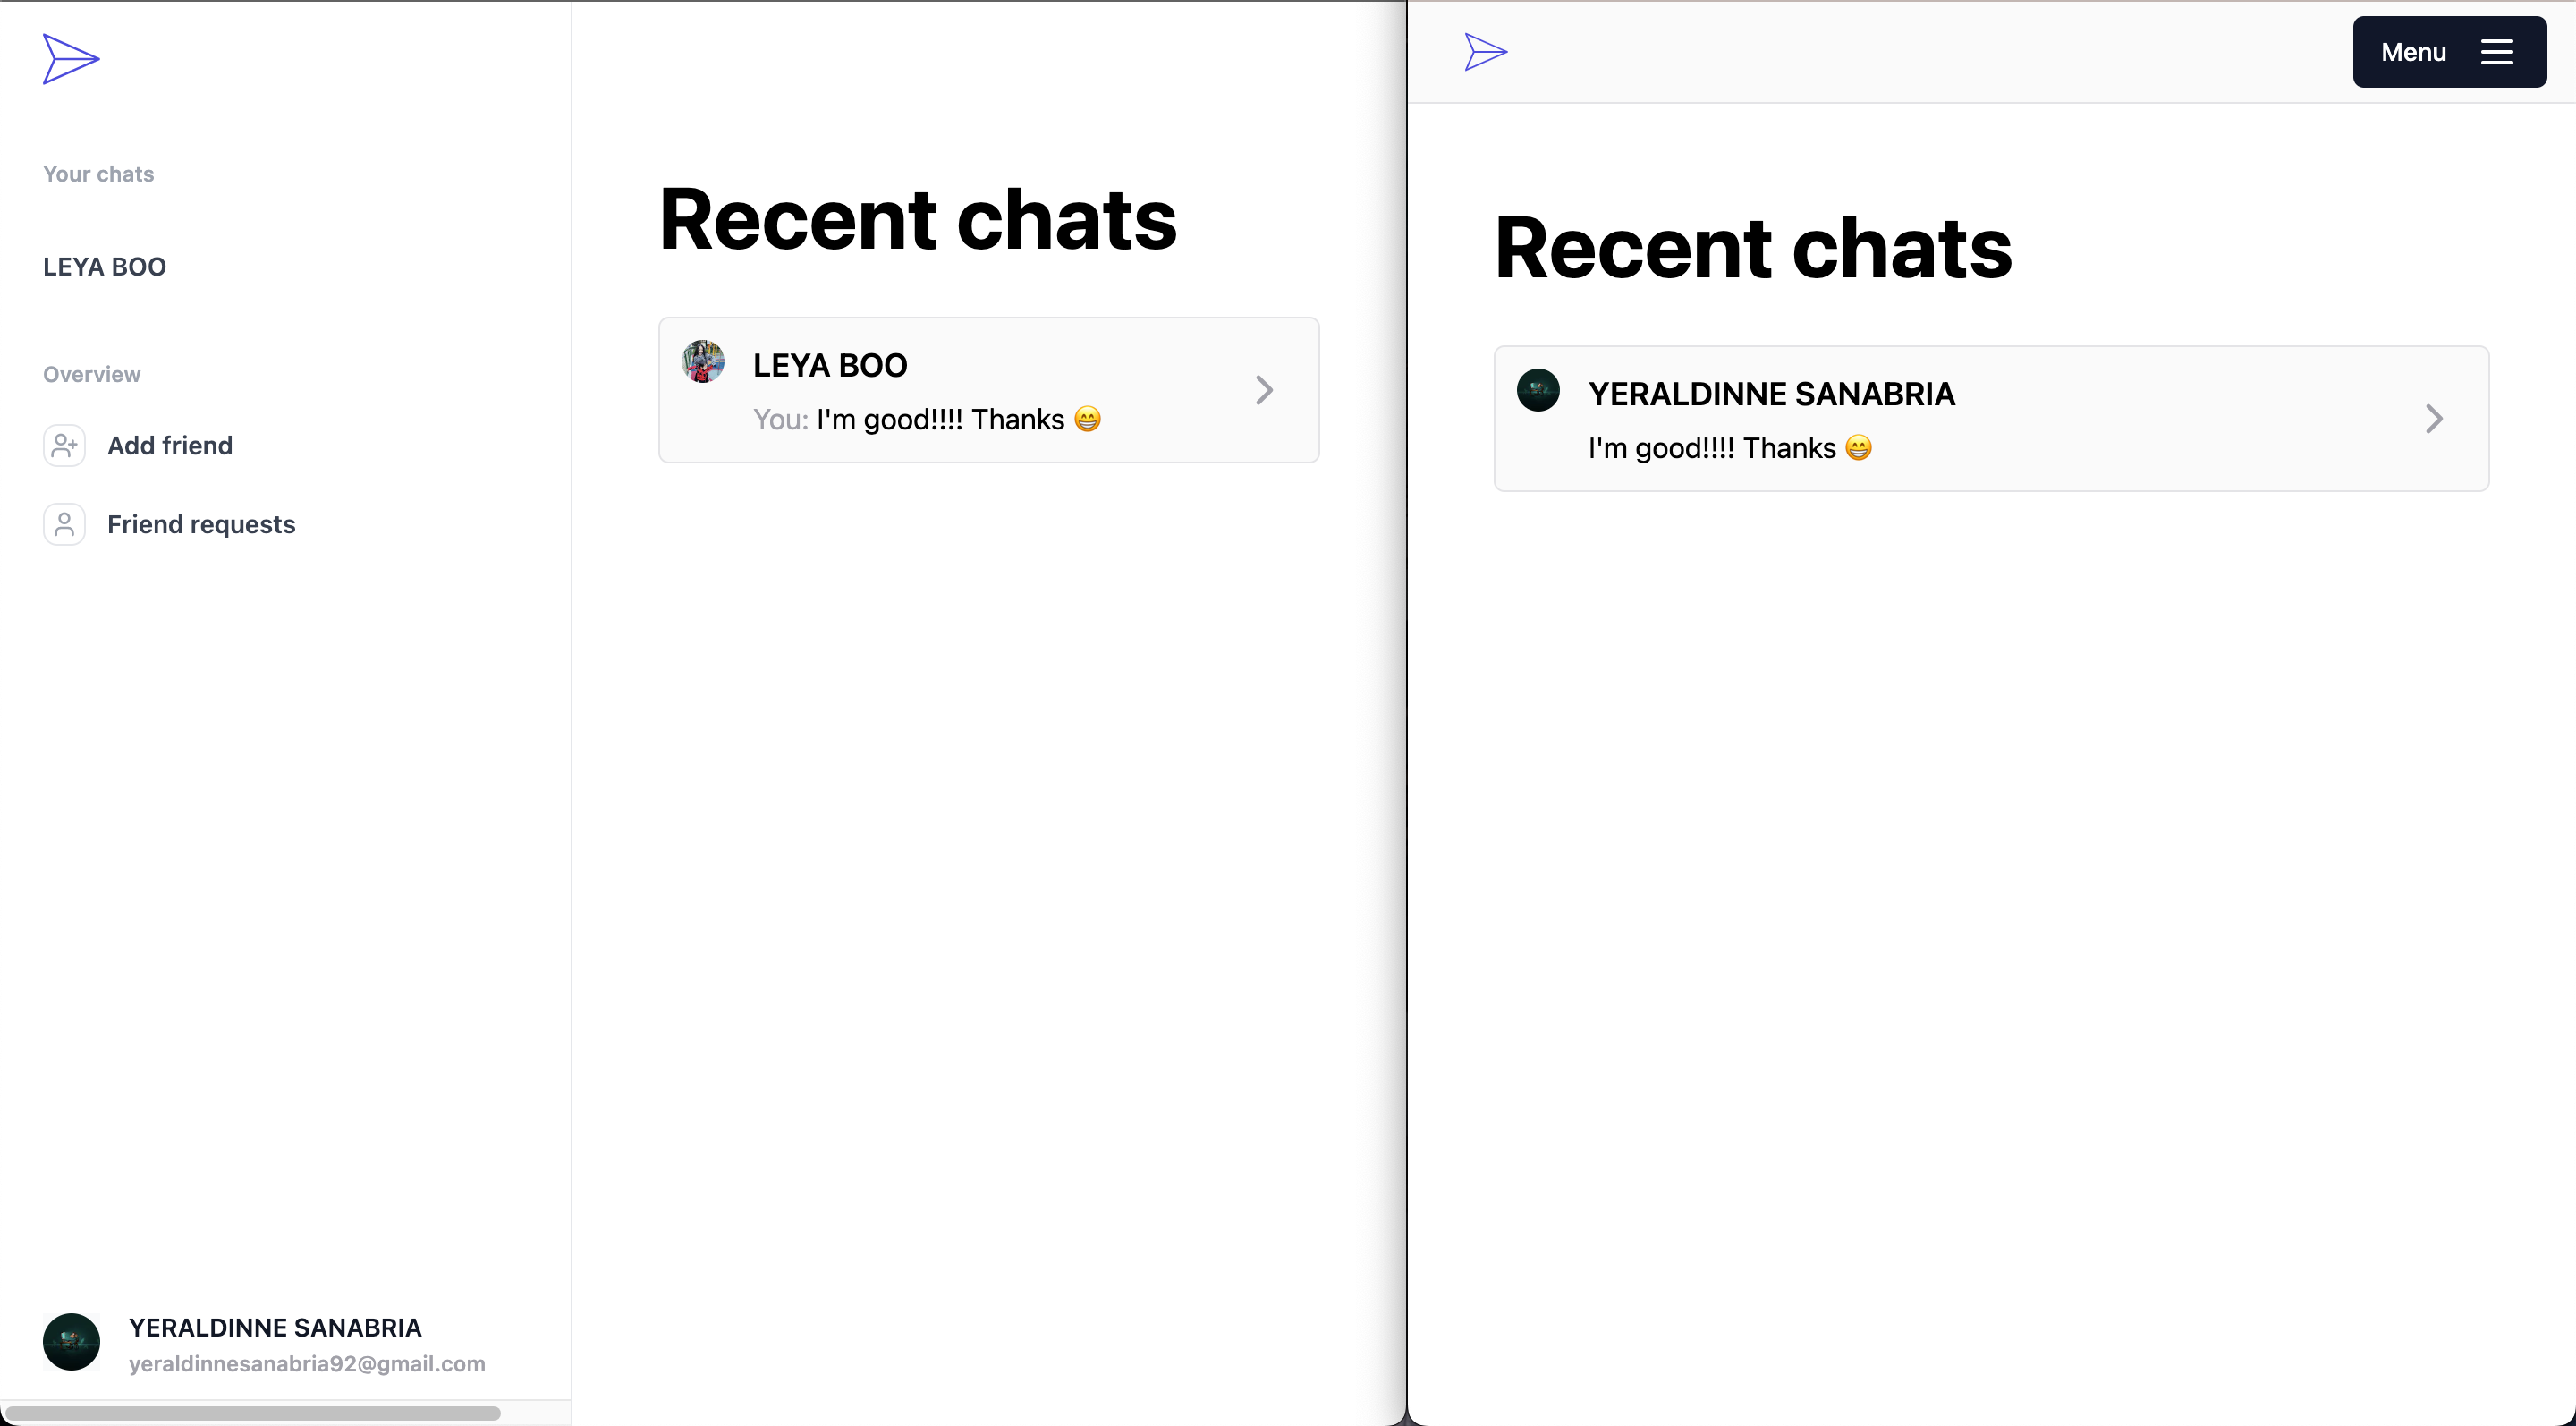 Your chats
LEYA BOO
Overview
Add friend
Friend requests
YERALDINNE SANABRIA
yeraldinnesanabria92@gmail.com
Recent chats
LEYA BOO
You: I'm good!!!! Thanks 😁
Menu
Recent chats
YERALDINNE SANABRIA
I'm good!!!! Thanks 😁